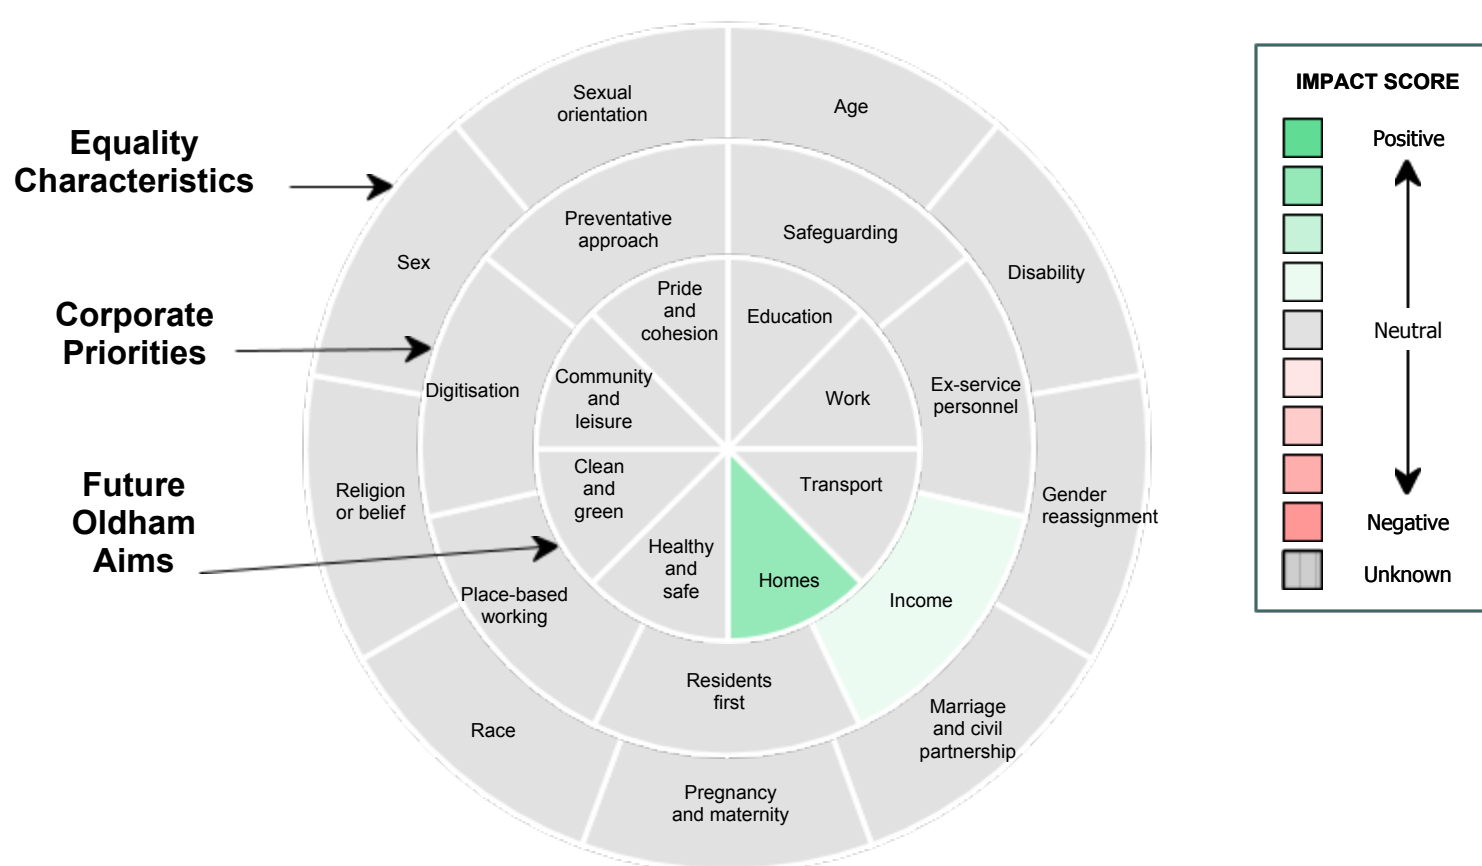 Equality
Characteristics
Corporate
Priorities
Future
Oldham
Aims
Sexual
orientation
Age
Disability
Gender
reassignment
Marriage
and civil
partnership
Pregnancy
and maternity
Race
Religion
or belief
Sex
Preventative
approach
Safeguarding
Ex-service
personnel
Income
Residents
first
Place-based
working
Digitisation
Pride
and
cohesion
Education
Work
Transport
Homes
Healthy
and
safe
Clean
and
green
Community
and
leisure
IMPACT SCORE
Positive
Neutral
Negative
Unknown